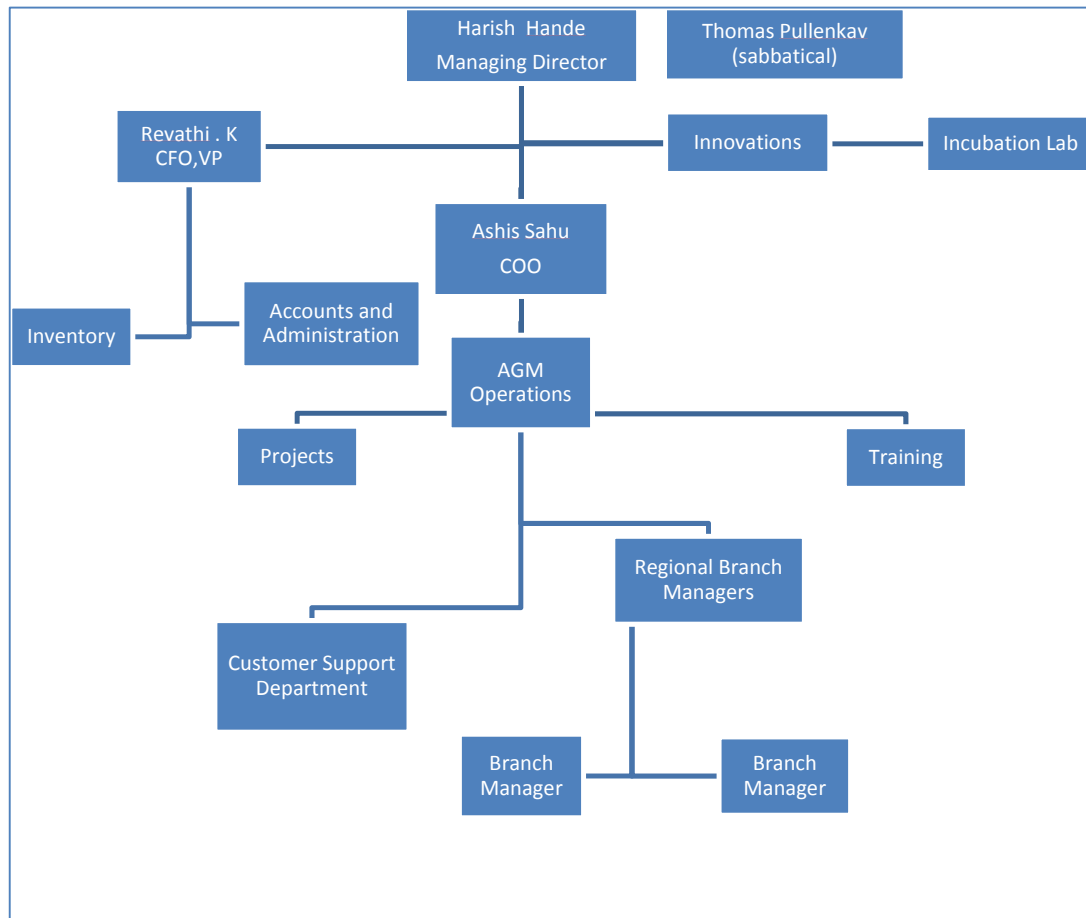 Harish Hande
Managing Director
Thomas Pullenkav
(sabbatical)
Revathi . K
CFO,VP
Innovations
Incubation Lab
Ashis Sahu
COO
Inventory
Accounts and
Administration
AGM
Operations
Projects
Training
Regional Branch
Managers
Customer Support
Department
Branch
Manager
Branch
Manager